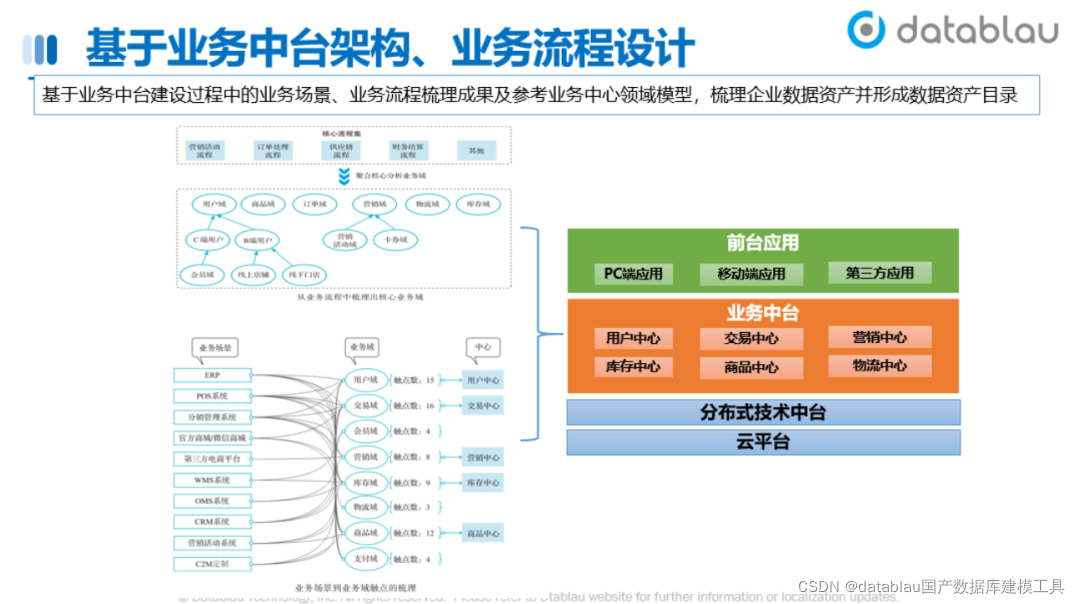 基于业务中台架构、业务流程设计
datablau
基于业务中台建设过程中的业务场景、业务流程梳理成果及参考业务中心领域模型，梳理企业数据资产并形成数据资产目录
核心流程集
营销活动
流程
订单处理
流程
供应链
流程
财务结算
流程
其他
聚合核心分析业务域
用户域
商品域
订单域
营销域
物流域
库存域
C端用户
B端用户
营销
活动域
卡券域
会员域
线上店铺
线下门店
从业务流程中梳理出核心业务域
业务场景
业务域
中心
ERP
POS系统
分销管理系统
官方商城/微信商城
第三方电商平台
WMS系统
OMS系统
CRM系统
营销活动系统
C2M定制
用户域 触点数：15 用户中心
交易域 触点数：16 交易中心
会员域 触点数：4
营销域 触点数：8 营销中心
库存域 触点数：9 库存中心
物流域 触点数：3
商品域 触点数：12 商品中心
支付域 触点数：4
业务场景到业务域触点的梳理
前台应用
PC端应用
移动端应用
第三方应用
业务中台
用户中心
交易中心
营销中心
库存中心
商品中心
物流中心
分布式技术中台
云平台
© Datablau Technology, Inc. All rights reserved. Please refer to Dtablau website for further information or localization updates.
CSDN @datablau国产数据库建模工具